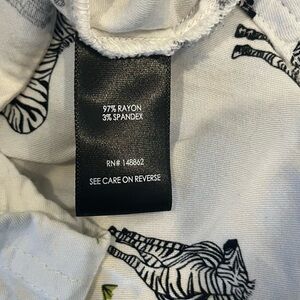 97% RAYON
3% SPANDEX
RN# 148862
SEE CARE ON REVERSE